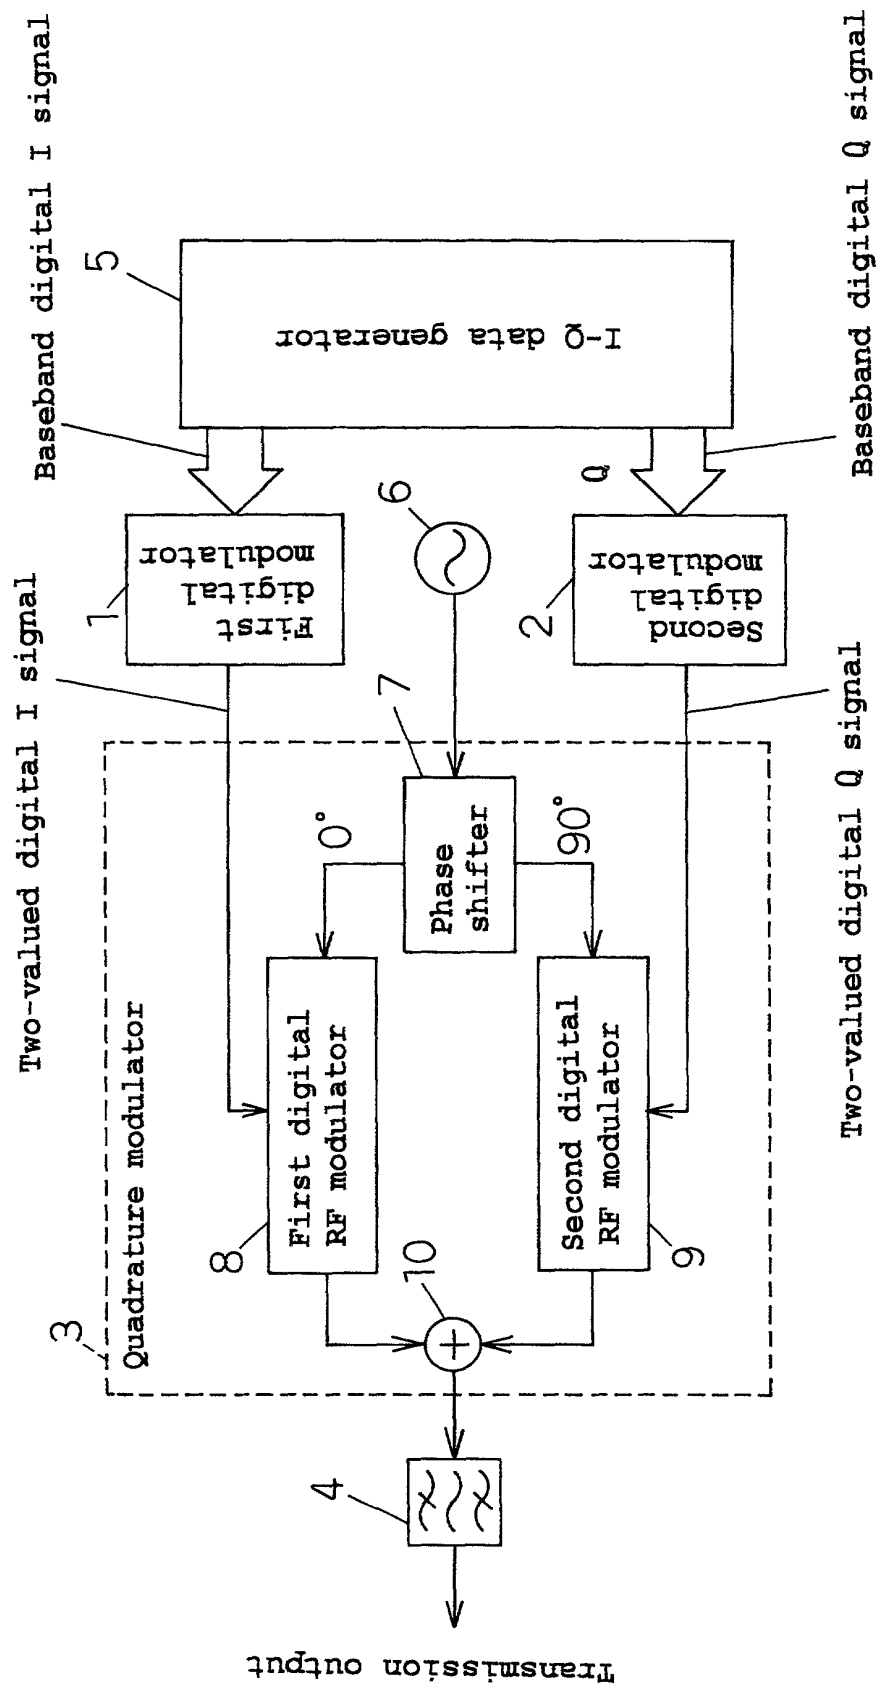 Baseband digital I signal
5
I-Q data generator
Q
Baseband digital Q signal
Two-valued digital I signal
1
First
digital
modulator
6
2
Second
digital
modulator
Two-valued digital Q signal
3
Quadrature modulator
7
Phase
shifter
0°
90°
8
First digital
RF modulator
Second digital
RF modulator
9
10
4
Transmission output